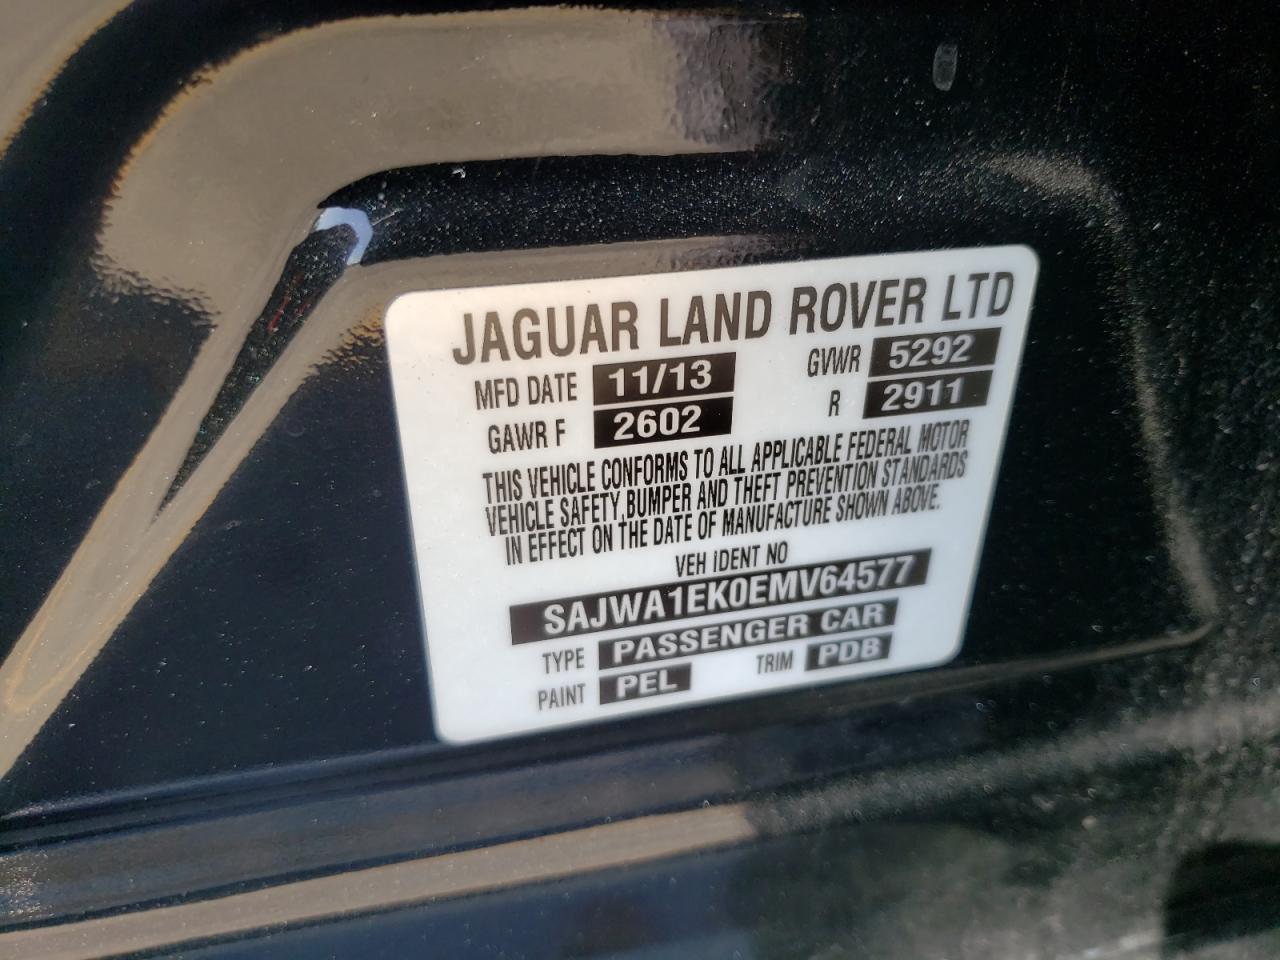 JAGUAR LAND ROVER LTD
MFD DATE 11/13 GVWR 5292
GAWR F 2602 R 2911
THIS VEHICLE CONFORMS TO ALL APPLICABLE FEDERAL MOTOR
VEHICLE SAFETY, BUMPER AND THEFT PREVENTION STANDARDS
IN EFFECT ON THE DATE OF MANUFACTURE SHOWN ABOVE.
VEH IDENT NO
SAJWA1EK0EMV64577
TYPE PASSENGER CAR
PAINT PEL TRIM PDB